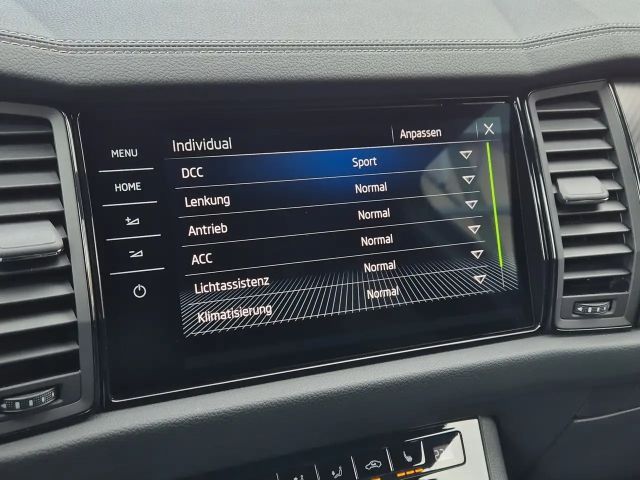 MENU
HOME
Individual Anpassen X
DCC Sport
Lenkung Normal
Antrieb Normal
ACC Normal
Lichtassistenz Normal
Klimatisierung Normal